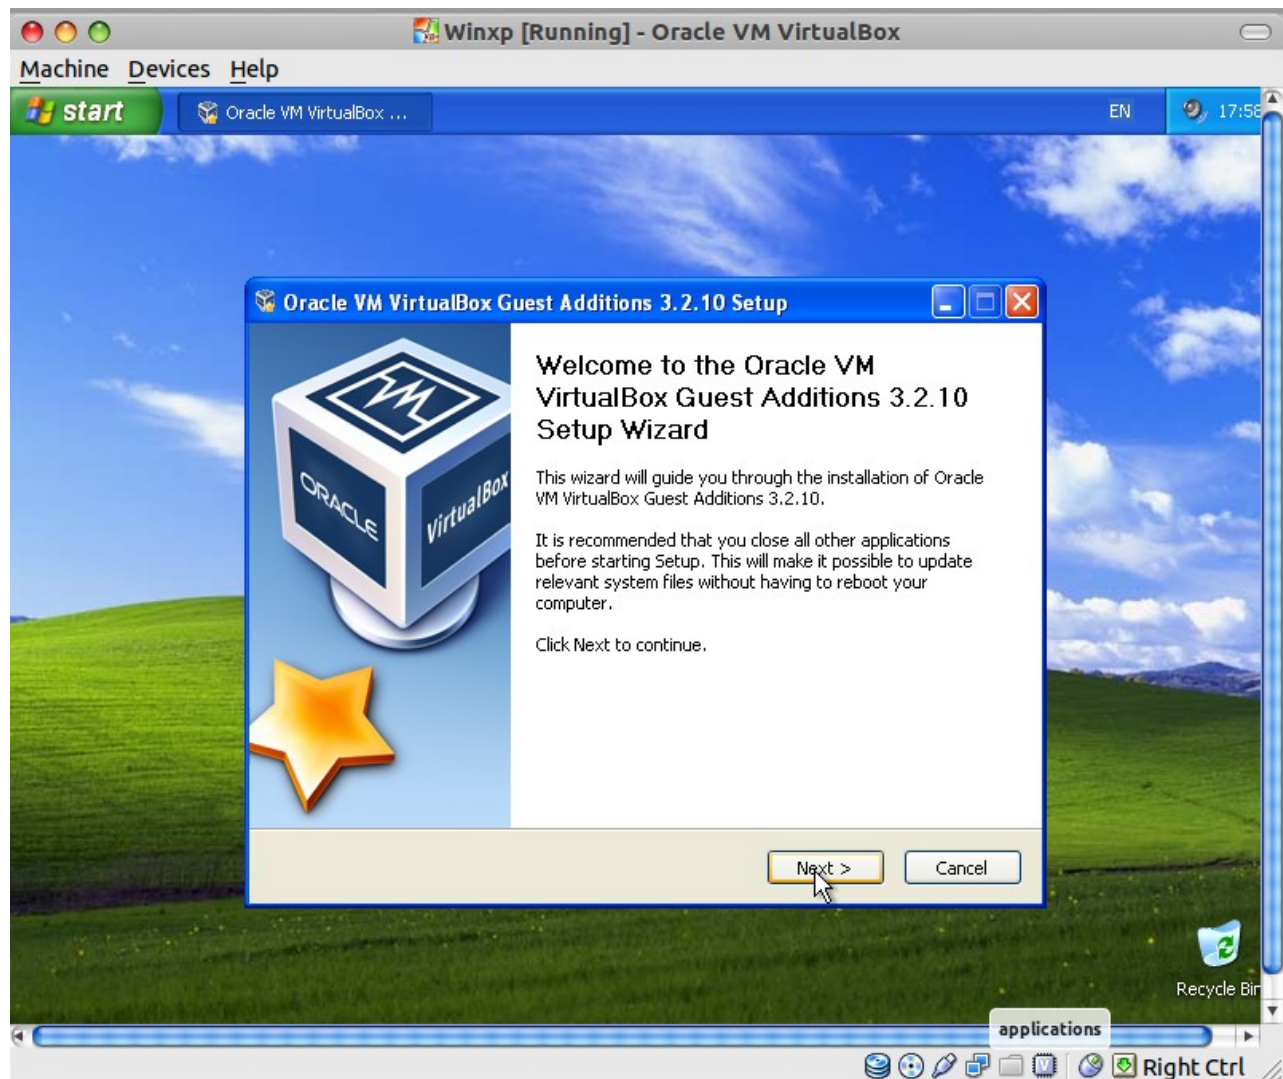 Winxp [Running] - Oracle VM VirtualBox
Machine Devices Help
start
Oracle VM VirtualBox ...
EN
17:58
Oracle VM VirtualBox Guest Additions 3.2.10 Setup
Welcome to the Oracle VM
VirtualBox Guest Additions 3.2.10
Setup Wizard
This wizard will guide you through the installation of Oracle
VM VirtualBox Guest Additions 3.2.10.
It is recommended that you close all other applications
before starting Setup. This will make it possible to update
relevant system files without having to reboot your
computer.
Click Next to continue.
ORACLE
VirtualBox
Next >
Cancel
Recycle Bin
applications
Right Ctrl